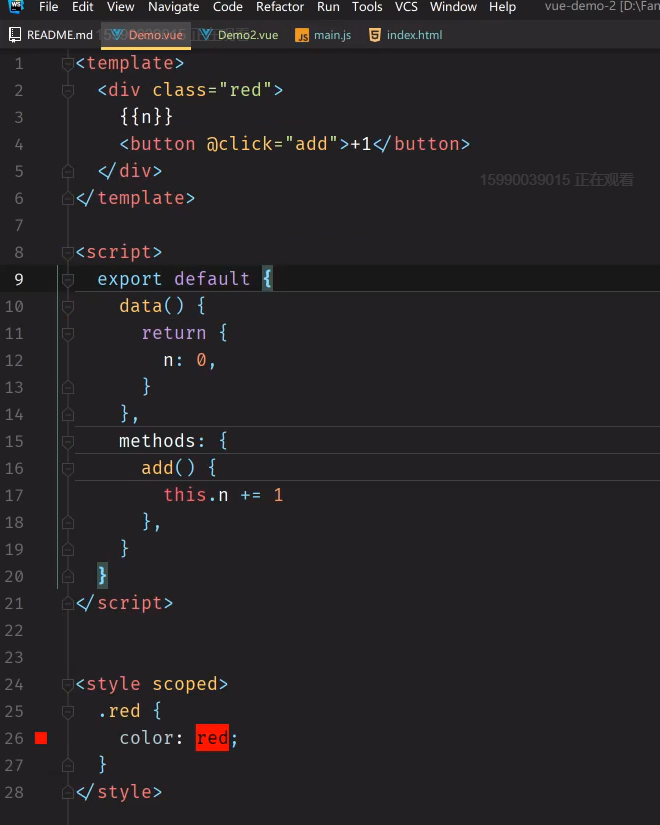 File Edit View Navigate Code Refactor Run Tools VCS Window Help vue-demo-2 [D:\Fan
README.md Demo.vue Demo2.vue main.js index.html
1 <template>
2 <div class="red">
3 {{n}}
4 <button @click="add">+1</button>
5 </div>
15990039015 正在观看
6 </template>
7
8 <script>
9 export default {
10 data() {
11 return {
12 n: 0,
13 }
14 },
15 methods: {
16 add() {
17 this.n += 1
18 },
19 }
20 }
21 </script>
22
23
24 <style scoped>
25 .red {
26 color: red;
27 }
28 </style>